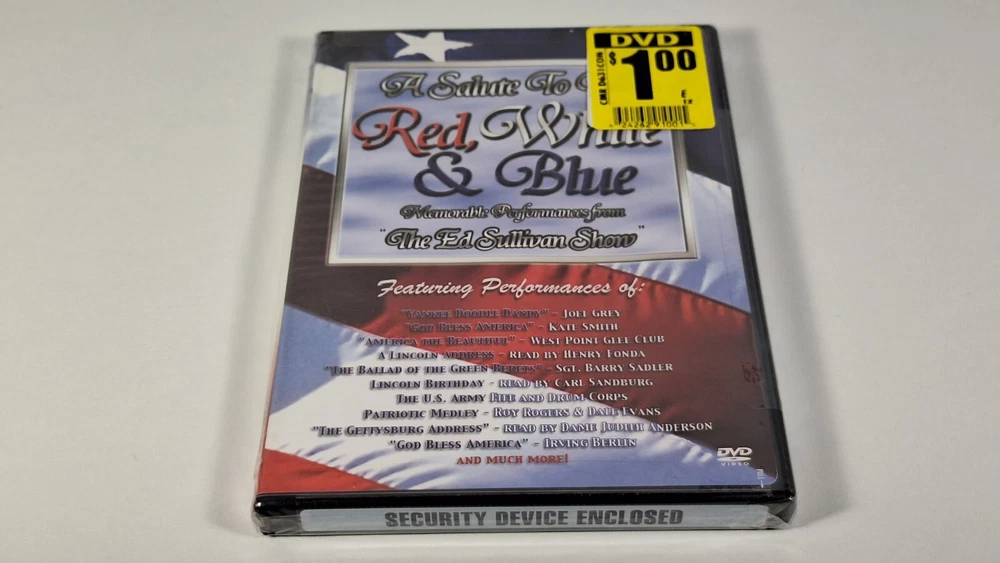 DVD
$1.00
CMR D631CON
E
A Salute To
Red, White
& Blue
Memorable Performances from
"The Ed Sullivan Show"
Featuring Performances of:
"Yankee Doodle Dandy" - Joel Grey
"God Bless America" - Kate Smith
"America the Beautiful" - West Point Glee Club
A Lincoln Address - read by Henry Fonda
"The Ballad of the Green Berets" - Sgt. Barry Sadler
Lincoln Birthday - read by Carl Sandburg
The U.S. Army Fife and Drum Corps
Patriotic Medley - Roy Rogers & Dale Evans
"The Gettysburg Address" - read by Dame Judith Anderson
"God Bless America" - Irving Berlin
and much more!
DVD
VIDEO
SECURITY DEVICE ENCLOSED